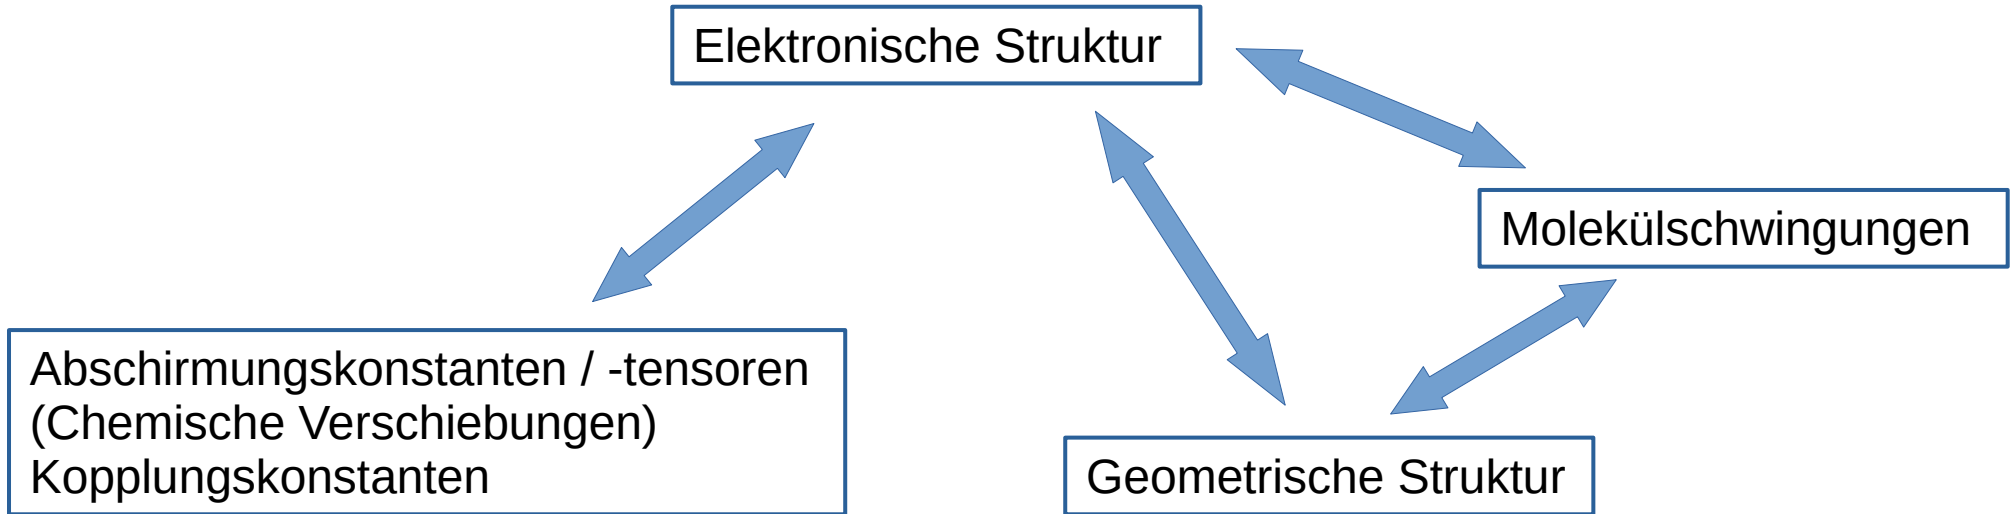 Elektronische Struktur
Molekülschwingungen
Abschirmungskonstanten / -tensoren
(Chemische Verschiebungen)
Kopplungskonstanten
Geometrische Struktur